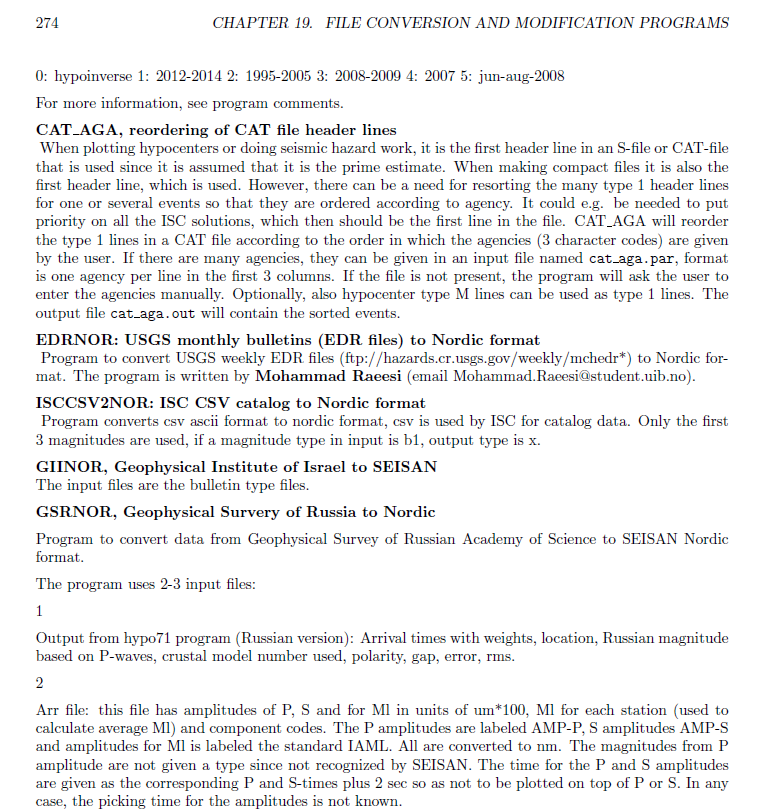 274 CHAPTER 19. FILE CONVERSION AND MODIFICATION PROGRAMS
0: hypoinverse 1: 2012-2014 2: 1995-2005 3: 2008-2009 4: 2007 5: jun-aug-2008
For more information, see program comments.
CAT_AGA, reordering of CAT file header lines
When plotting hypocenters or doing seismic hazard work, it is the first header line in an S-file or CAT-file
that is used since it is assumed that it is the prime estimate. When making compact files it is also the
first header line, which is used. However, there can be a need for resorting the many type 1 header lines
for one or several events so that they are ordered according to agency. It could e.g. be needed to put
priority on all the ISC solutions, which then should be the first line in the file. CAT_AGA will reorder
the type 1 lines in a CAT file according to the order in which the agencies (3 character codes) are given
by the user. If there are many agencies, they can be given in an input file named cat_aga.par, format
is one agency per line in the first 3 columns. If the file is not present, the program will ask the user to
enter the agencies manually. Optionally, also hypocenter type M lines can be used as type 1 lines. The
output file cat_aga.out will contain the sorted events.
EDRNOR: USGS monthly bulletins (EDR files) to Nordic format
Program to convert USGS weekly EDR files (ftp://hazards.cr.usgs.gov/weekly/mchedr*) to Nordic for-
mat. The program is written by Mohammad Raeesi (email Mohammad.Raeesi@student.uib.no).
ISCCSV2NOR: ISC CSV catalog to Nordic format
Program converts csv ascii format to nordic format, csv is used by ISC for catalog data. Only the first
3 magnitudes are used, if a magnitude type in input is b1, output type is x.
GIINOR, Geophysical Institute of Israel to SEISAN
The input files are the bulletin type files.
GSRNOR, Geophysical Survery of Russia to Nordic
Program to convert data from Geophysical Survey of Russian Academy of Science to SEISAN Nordic
format.
The program uses 2-3 input files:
1
Output from hypo71 program (Russian version): Arrival times with weights, location, Russian magnitude
based on P-waves, crustal model number used, polarity, gap, error, rms.
2
Arr file: this file has amplitudes of P, S and for Ml in units of um*100, Ml for each station (used to
calculate average Ml) and component codes. The P amplitudes are labeled AMP-P, S amplitudes AMP-S
and amplitudes for Ml is labeled the standard IAML. All are converted to nm. The magnitudes from P
amplitude are not given a type since not recognized by SEISAN. The time for the P and S amplitudes
are given as the corresponding P and S-times plus 2 sec so as not to be plotted on top of P or S. In any
case, the picking time for the amplitudes is not known.